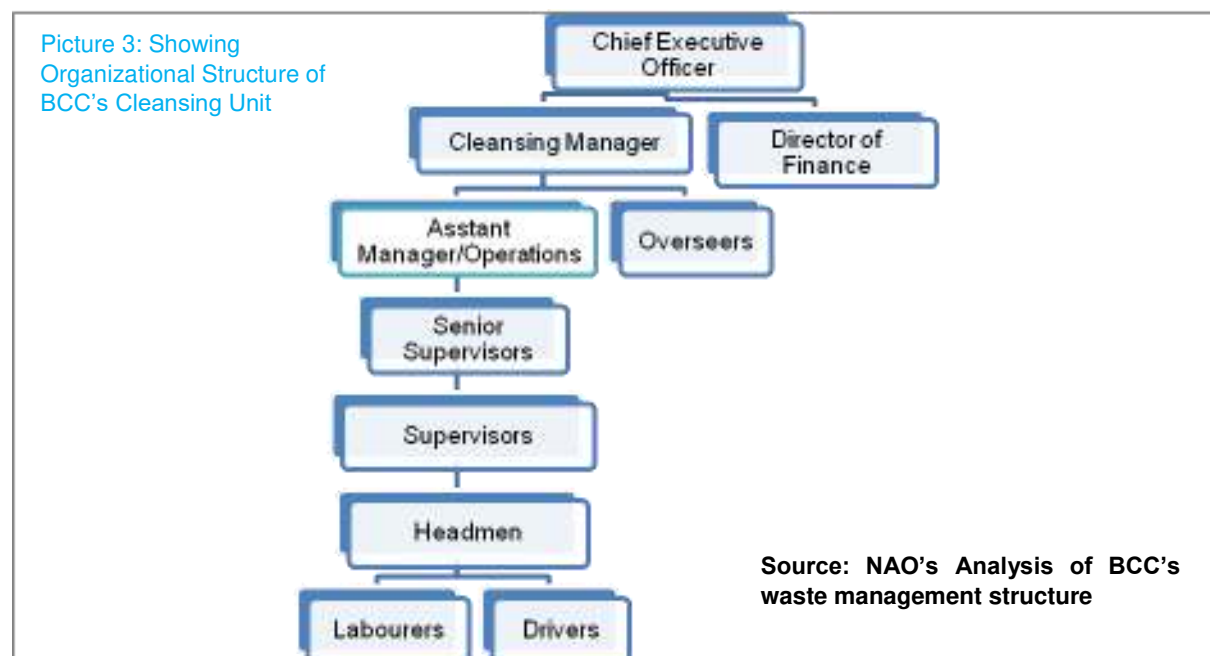 Picture 3: Showing
Organizational Structure of
BCC's Cleansing Unit
Chief Executive
Officer
Cleansing Manager
Director of
Finance
Asstant
Manager/Operations
Overseers
Senior
Supervisors
Supervisors
Headmen
Labourers
Drivers
Source: NAO's Analysis of BCC's
waste management structure